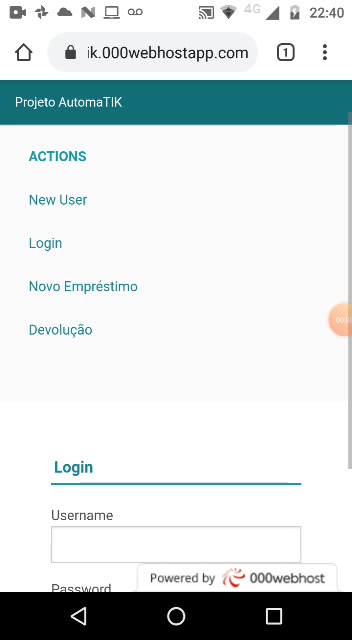 4G 22:40
ik.000webhostapp.com 1
Projeto AutomaTIK
ACTIONS
New User
Login
Novo Empréstimo
Devolução
Login
Username
Powered by 000webhost
Password